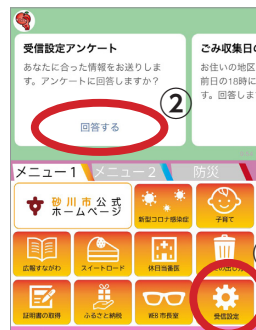 受信設定アンケート
あなたに合った情報をお送りしま
す。アンケートに回答しますか？
回答する
②
ごみ収集日の
お住いの地区
前日の18時に
す。回答しま
メニュー1
メニュー2
防災
砂川市公式
ホームページ
新型コロナ感染症
子育て
広報すながわ
スイートロード
休日当番医
証明書の取得
ふるさと納税
WEB 市長室
受信設定